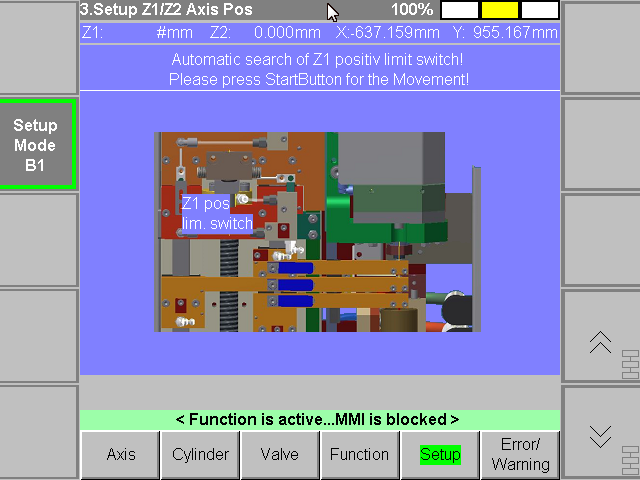 3.Setup Z1/Z2 Axis Pos 100%
Z1: #mm Z2: 0.000mm X:-637.159mm Y: 955.167mm
Automatic search of Z1 positiv limit switch!
Please press StartButton for the Movement!
Setup
Mode
B1
Z1 pos
lim. switch
< Function is active...MMI is blocked >
Axis
Cylinder
Valve
Function
Setup
Error/
Warning